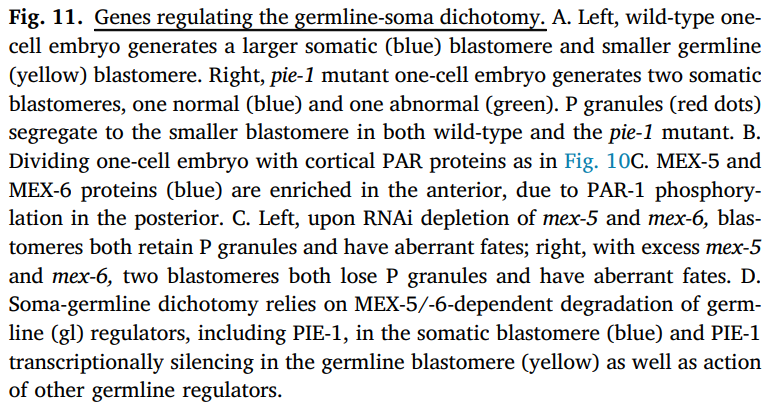 Fig. 11. Genes regulating the germline-soma dichotomy. A. Left, wild-type one-
cell embryo generates a larger somatic (blue) blastomere and smaller germline
(yellow) blastomere. Right, pie-1 mutant one-cell embryo generates two somatic
blastomeres, one normal (blue) and one abnormal (green). P granules (red dots)
segregate to the smaller blastomere in both wild-type and the pie-1 mutant. B.
Dividing one-cell embryo with cortical PAR proteins as in Fig. 10C. MEX-5 and
MEX-6 proteins (blue) are enriched in the anterior, due to PAR-1 phosphory-
lation in the posterior. C. Left, upon RNAi depletion of mex-5 and mex-6, blas-
tomeres both retain P granules and have aberrant fates; right, with excess mex-5
and mex-6, two blastomeres both lose P granules and have aberrant fates. D.
Soma-germline dichotomy relies on MEX-5/-6-dependent degradation of germ-
line (gl) regulators, including PIE-1, in the somatic blastomere (blue) and PIE-1
transcriptionally silencing in the germline blastomere (yellow) as well as action
of other germline regulators.